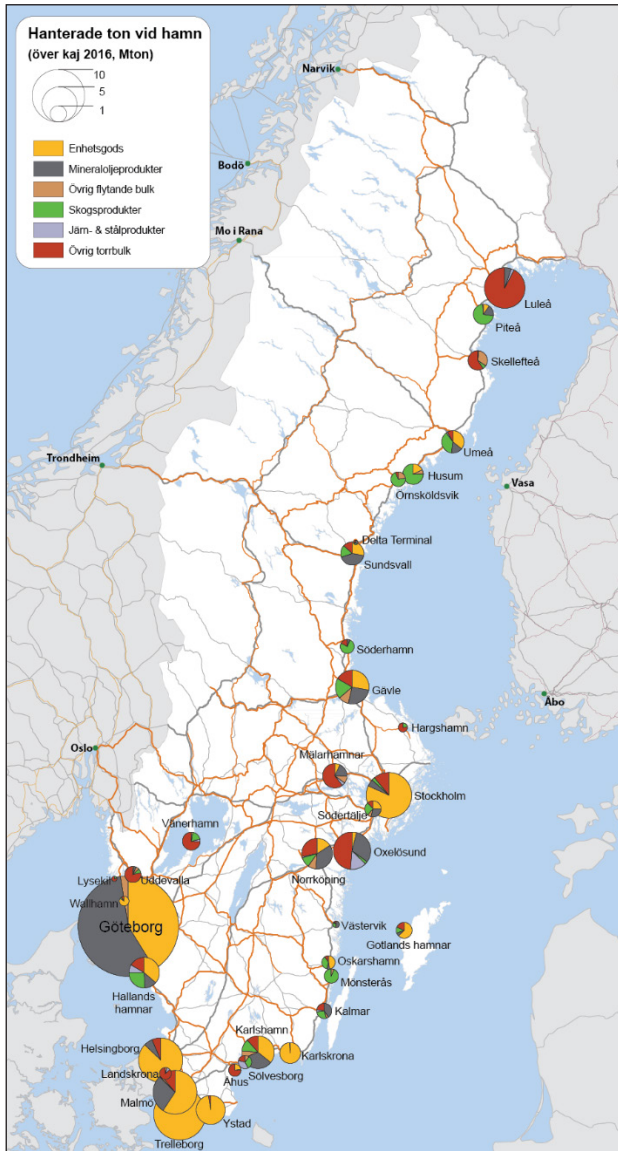 Hanterade ton vid hamn
(över kaj 2016, Mton)
10
5
1
Enhetsgods
Mineraloljeprodukter
Övrig flytande bulk
Skogsprodukter
Järn- & stålprodukter
Övrig torrbulk
Narvik
Bodö
Mo i Rana
Luleå
Piteå
Skellefteå
Umeå
Trondheim
Husum
Vasa
Örnsköldsvik
Delta Terminal
Sundsvall
Söderhamn
Gävle
Åbo
Hargshamn
Oslo
Mälarhamnar
Stockholm
Södertälje
Vänerhamn
Oxelösund
Norrköping
Lysekil
Uddevalla
Wallhamn
Göteborg
Västervik
Gotlands hamnar
Oskarshamn
Mönsterås
Hallands
hamnar
Kalmar
Karlshamn
Helsingborg
Karlskrona
Landskrona
Sölvesborg
Åhus
Malmö
Ystad
Trelleborg